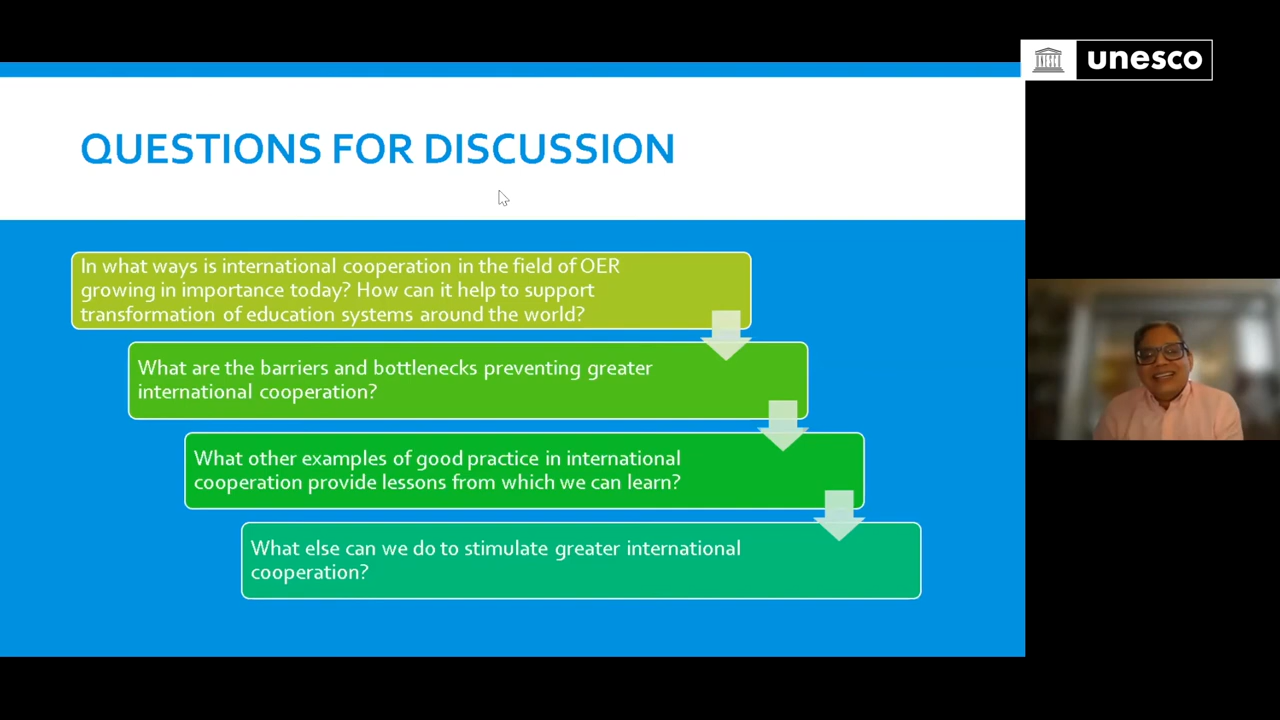 unesco
QUESTIONS FOR DISCUSSION
In what ways is international cooperation in the field of OER
growing in importance today? How can it help to support
transformation of education systems around the world?
What are the barriers and bottlenecks preventing greater
international cooperation?
What other examples of good practice in international
cooperation provide lessons from which we can learn?
What else can we do to stimulate greater international
cooperation?